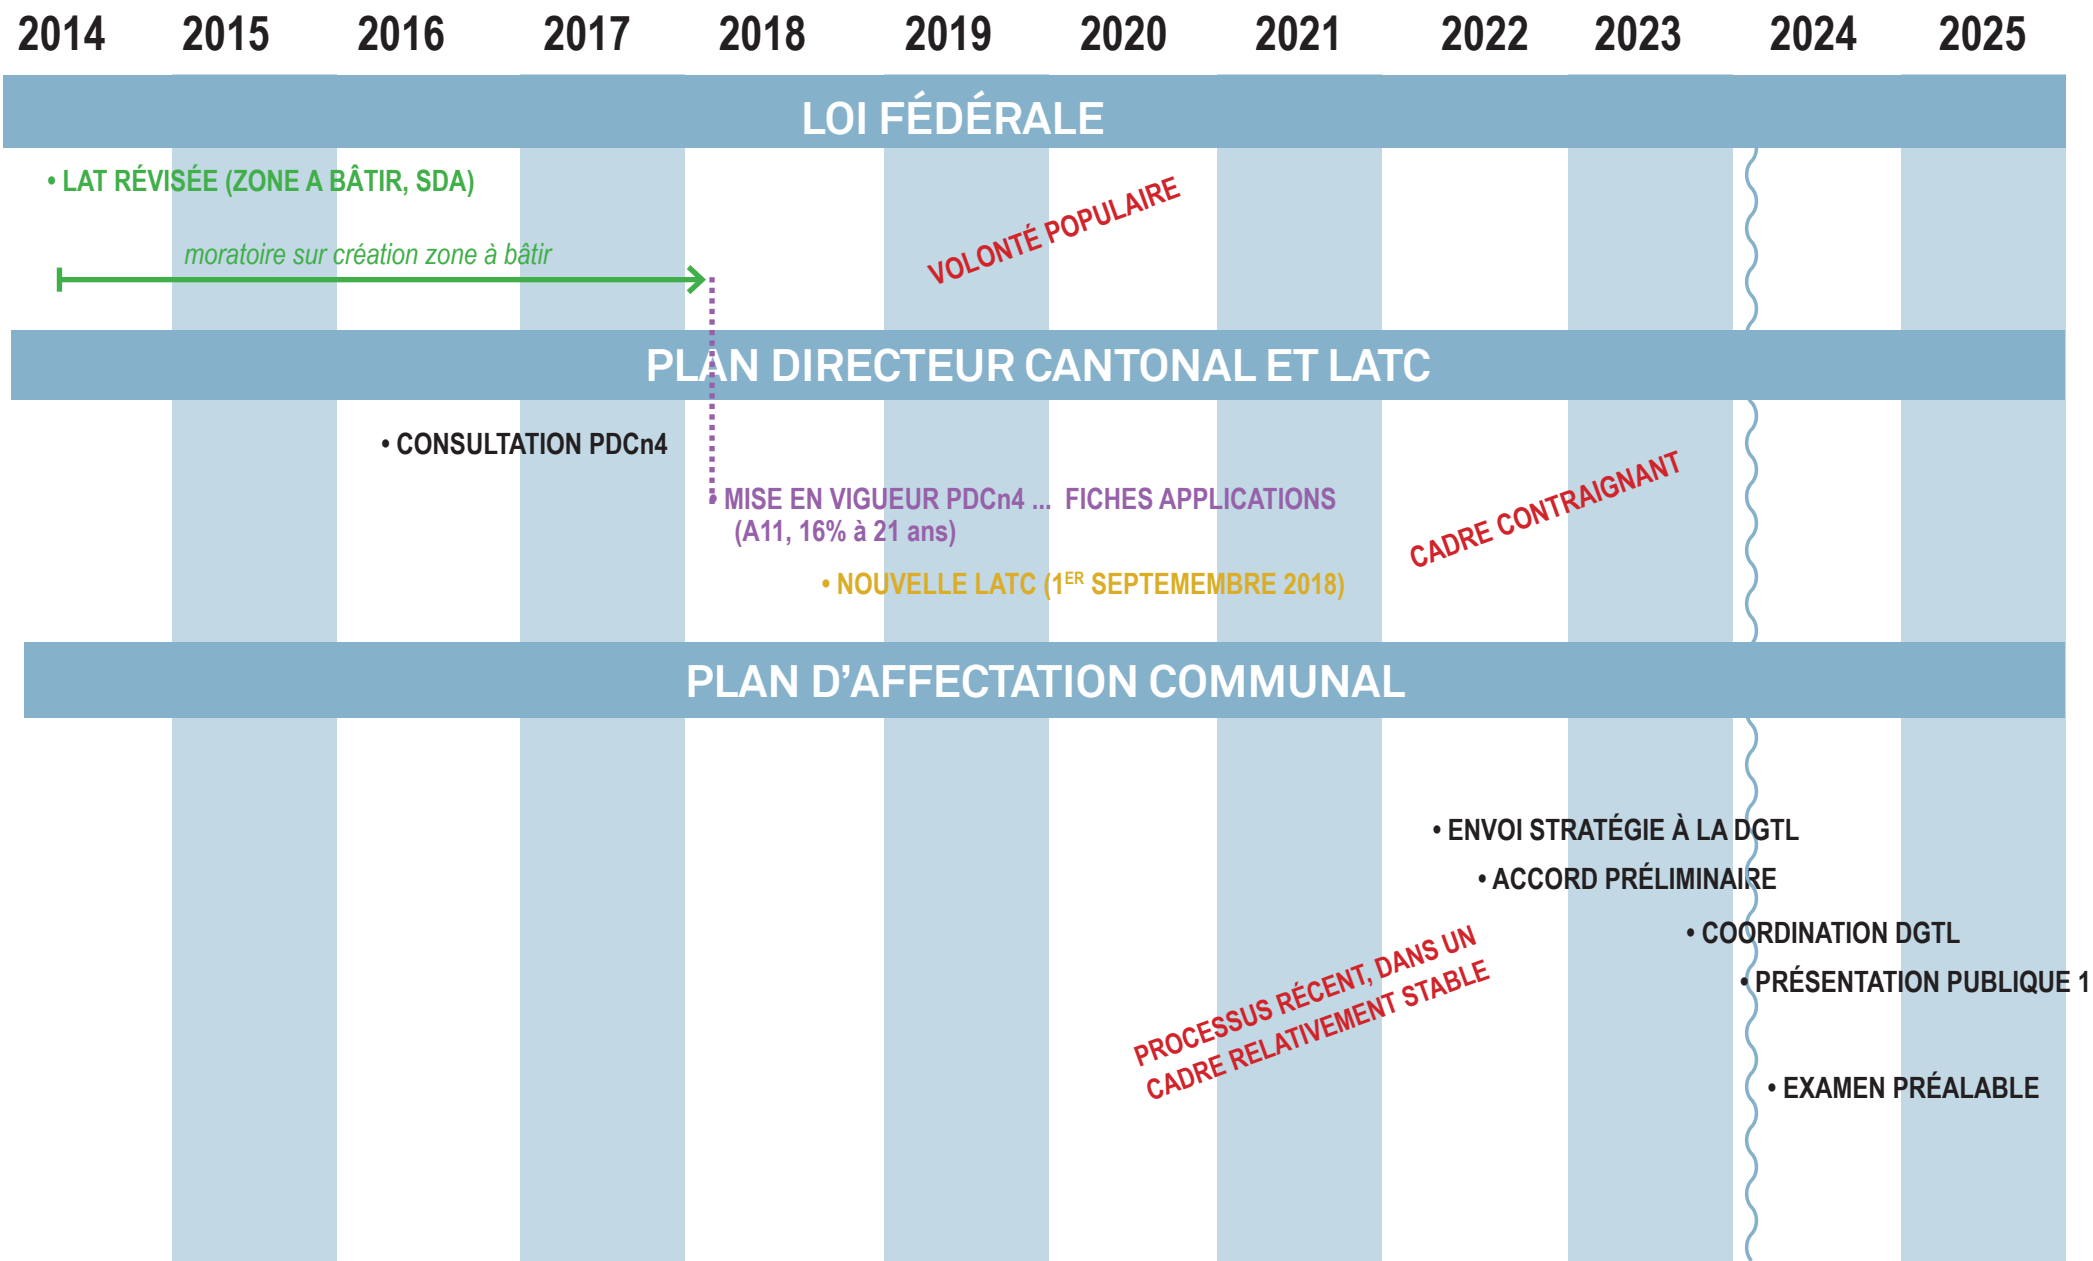 2014 2015 2016 2017 2018 2019 2020 2021 2022 2023 2024 2025
LOI FÉDÉRALE
• LAT RÉVISÉE (ZONE A BÂTIR, SDA)
moratoire sur création zone à bâtir
VOLONTÉ POPULAIRE
PLAN DIRECTEUR CANTONAL ET LATC
• CONSULTATION PDCn4
• MISE EN VIGUEUR PDCn4 ... FICHES APPLICATIONS
(A11, 16% à 21 ans)
CADRE CONTRAIGNANT
• NOUVELLE LATC (1ER SEPTEMEMBRE 2018)
PLAN D’AFFECTATION COMMUNAL
• ENVOI STRATÉGIE À LA DGTL
• ACCORD PRÉLIMINAIRE
• COORDINATION DGTL
• PRÉSENTATION PUBLIQUE 1
PROCESSUS RÉCENT, DANS UN
CADRE RELATIVEMENT STABLE
• EXAMEN PRÉALABLE